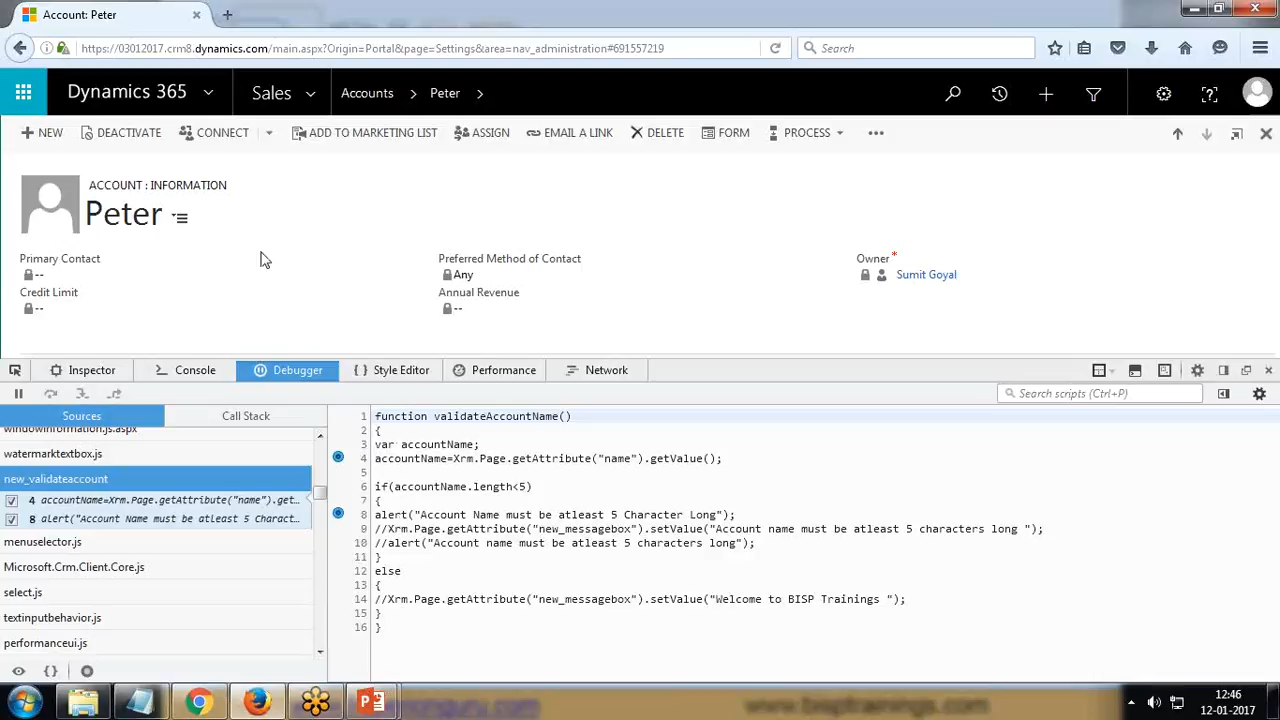 Account: Peter
https://03012017.crm8.dynamics.com/main.aspx?Origin=Portal&page=Settings&area=nav_administration#691557219
Search
Dynamics 365
Sales
Accounts
Peter
NEW
DEACTIVATE
CONNECT
ADD TO MARKETING LIST
ASSIGN
EMAIL A LINK
DELETE
FORM
PROCESS
ACCOUNT : INFORMATION
Peter
Primary Contact
--
Preferred Method of Contact
Any
Owner *
Sumit Goyal
Credit Limit
--
Annual Revenue
--
Inspector
Console
Debugger
Style Editor
Performance
Network
Search scripts (Ctrl+P)
Sources
Call Stack
windowinformation.js.aspx
watermarktextbox.js
new_validateaccount
4 accountName=Xrm.Page.getAttribute("name").get...
8 alert("Account Name must be atleast 5 Charact...
menuselector.js
Microsoft.Crm.Client.Core.js
select.js
textinputbehavior.js
performanceui.js
1 function validateAccountName()
2 {
3 var accountName;
4 accountName=Xrm.Page.getAttribute("name").getValue();
5
6 if(accountName.length<5)
7 {
8 alert("Account Name must be atleast 5 Character Long");
9 //Xrm.Page.getAttribute("new_messagebox").setValue("Account name must be atleast 5 characters long ");
10 //alert("Account name must be atleast 5 characters long");
11 }
12 else
13 {
14 //Xrm.Page.getAttribute("new_messagebox").setValue("Welcome to BISP Trainings ");
15 }
16 }
www.bisptrainings.com
12:46
12-01-2017